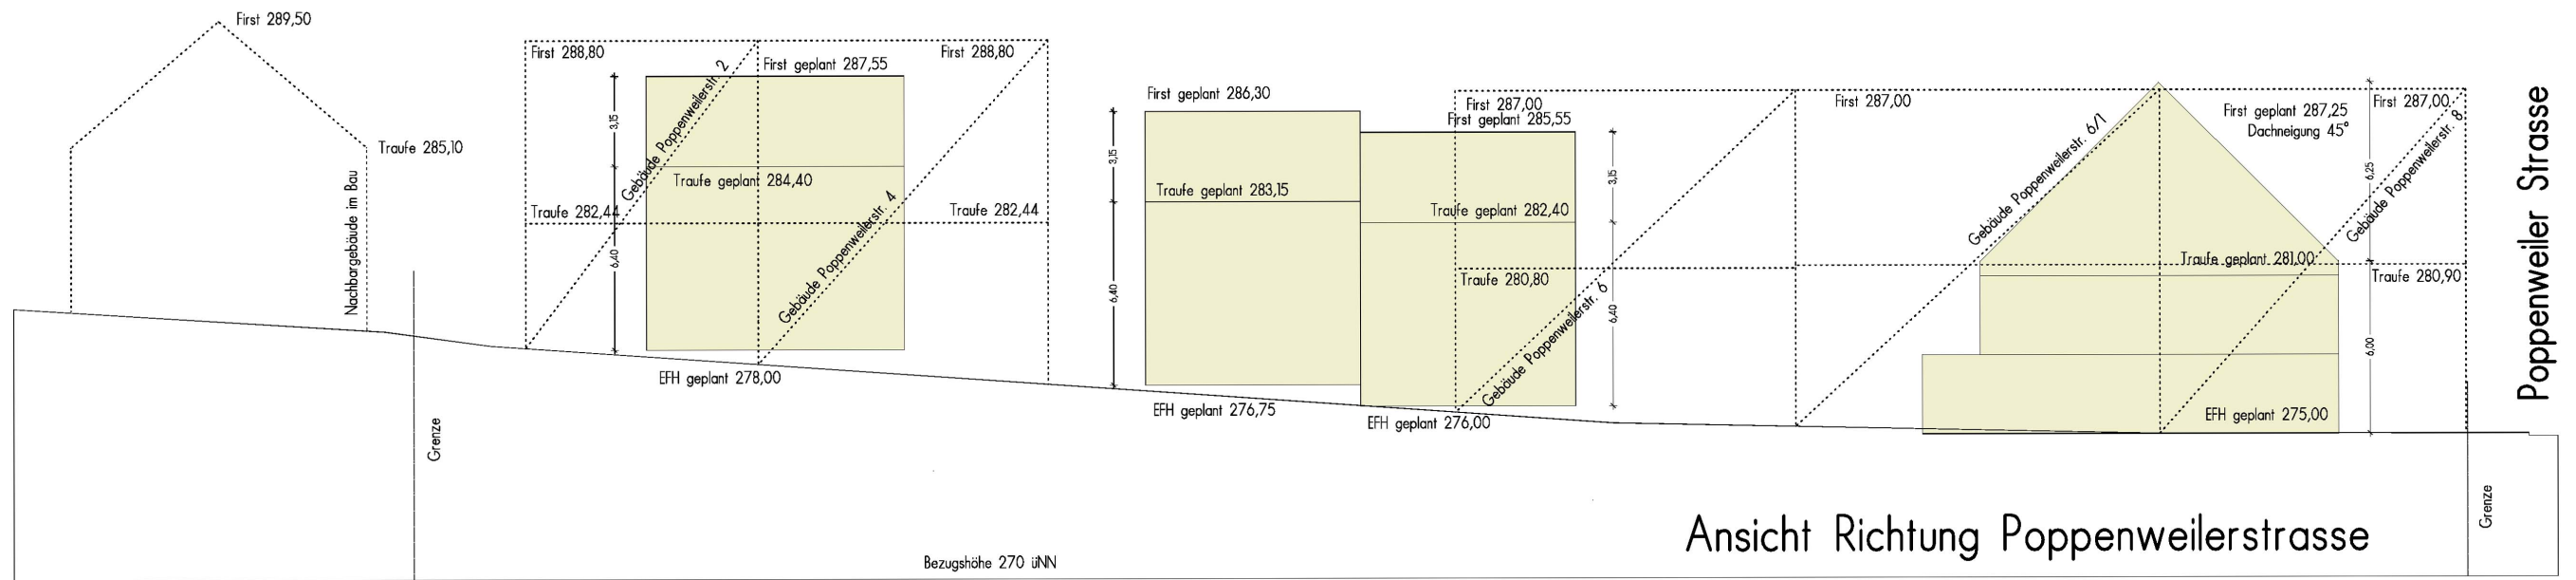 First 289,50
Traufe 285,10
Nachbargebäude im Bau
Grenze
First 288,80
First 288,80
First geplant 287,55
3,15
6,40
Gebäude Poppenweilerstr. 2
Traufe geplant 284,40
Traufe 282,44
Traufe 282,44
Gebäude Poppenweilerstr. 4
EFH geplant 278,00
First geplant 286,30
3,15
Traufe geplant 283,15
6,40
EFH geplant 276,75
First 287,00
First geplant 285,55
3,15
Traufe geplant 282,40
Traufe 280,80
6,40
Gebäude Poppenweilerstr. 6
EFH geplant 276,00
First 287,00
Gebäude Poppenweilerstr. 6/1
First geplant 287,25
Dachneigung 45°
First 287,00
6,25
Gebäude Poppenweilerstr. 8
Traufe geplant 281,00
Traufe 280,90
6,00
EFH geplant 275,00
Poppenweiler Strasse
Grenze
Ansicht Richtung Poppenweilerstrasse
Bezugshöhe 270 üNN